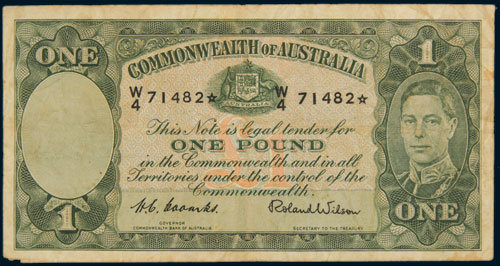 ONE
COMMONWEALTH OF AUSTRALIA
1
AUSTRALIA
W/4 71482☆ W/4 71482☆
This Note is legal tender for
ONE POUND
in the Commonwealth and in all
Territories under the control of the
Commonwealth.
Roland Wilson
GOVERNOR
COMMONWEALTH BANK OF AUSTRALIA
SECRETARY TO THE TREASURY
1
ONE